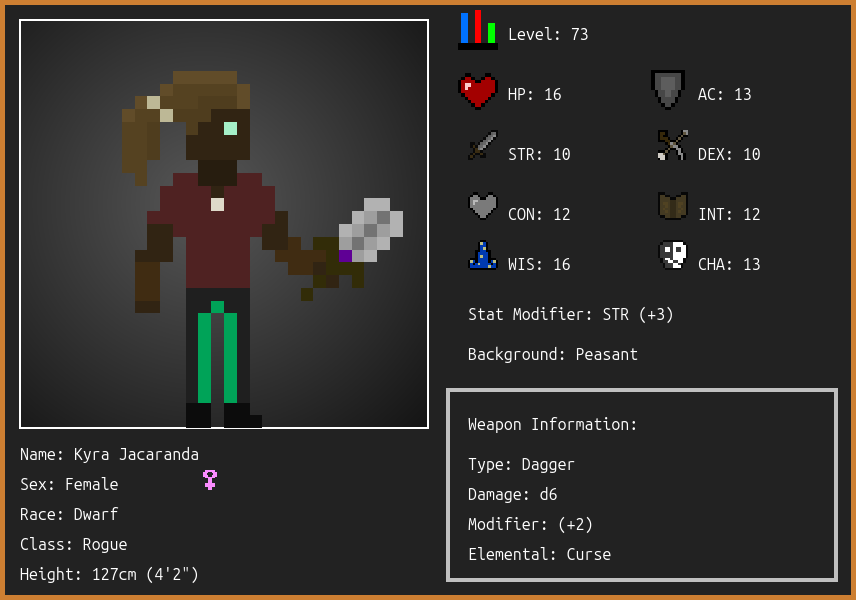 Level: 73
HP: 16
AC: 13
STR: 10
DEX: 10
CON: 12
INT: 12
WIS: 16
CHA: 13
Stat Modifier: STR (+3)
Background: Peasant
Weapon Information:
Type: Dagger
Damage: d6
Modifier: (+2)
Elemental: Curse
Name: Kyra Jacaranda
Sex: Female
Race: Dwarf
Class: Rogue
Height: 127cm (4'2")